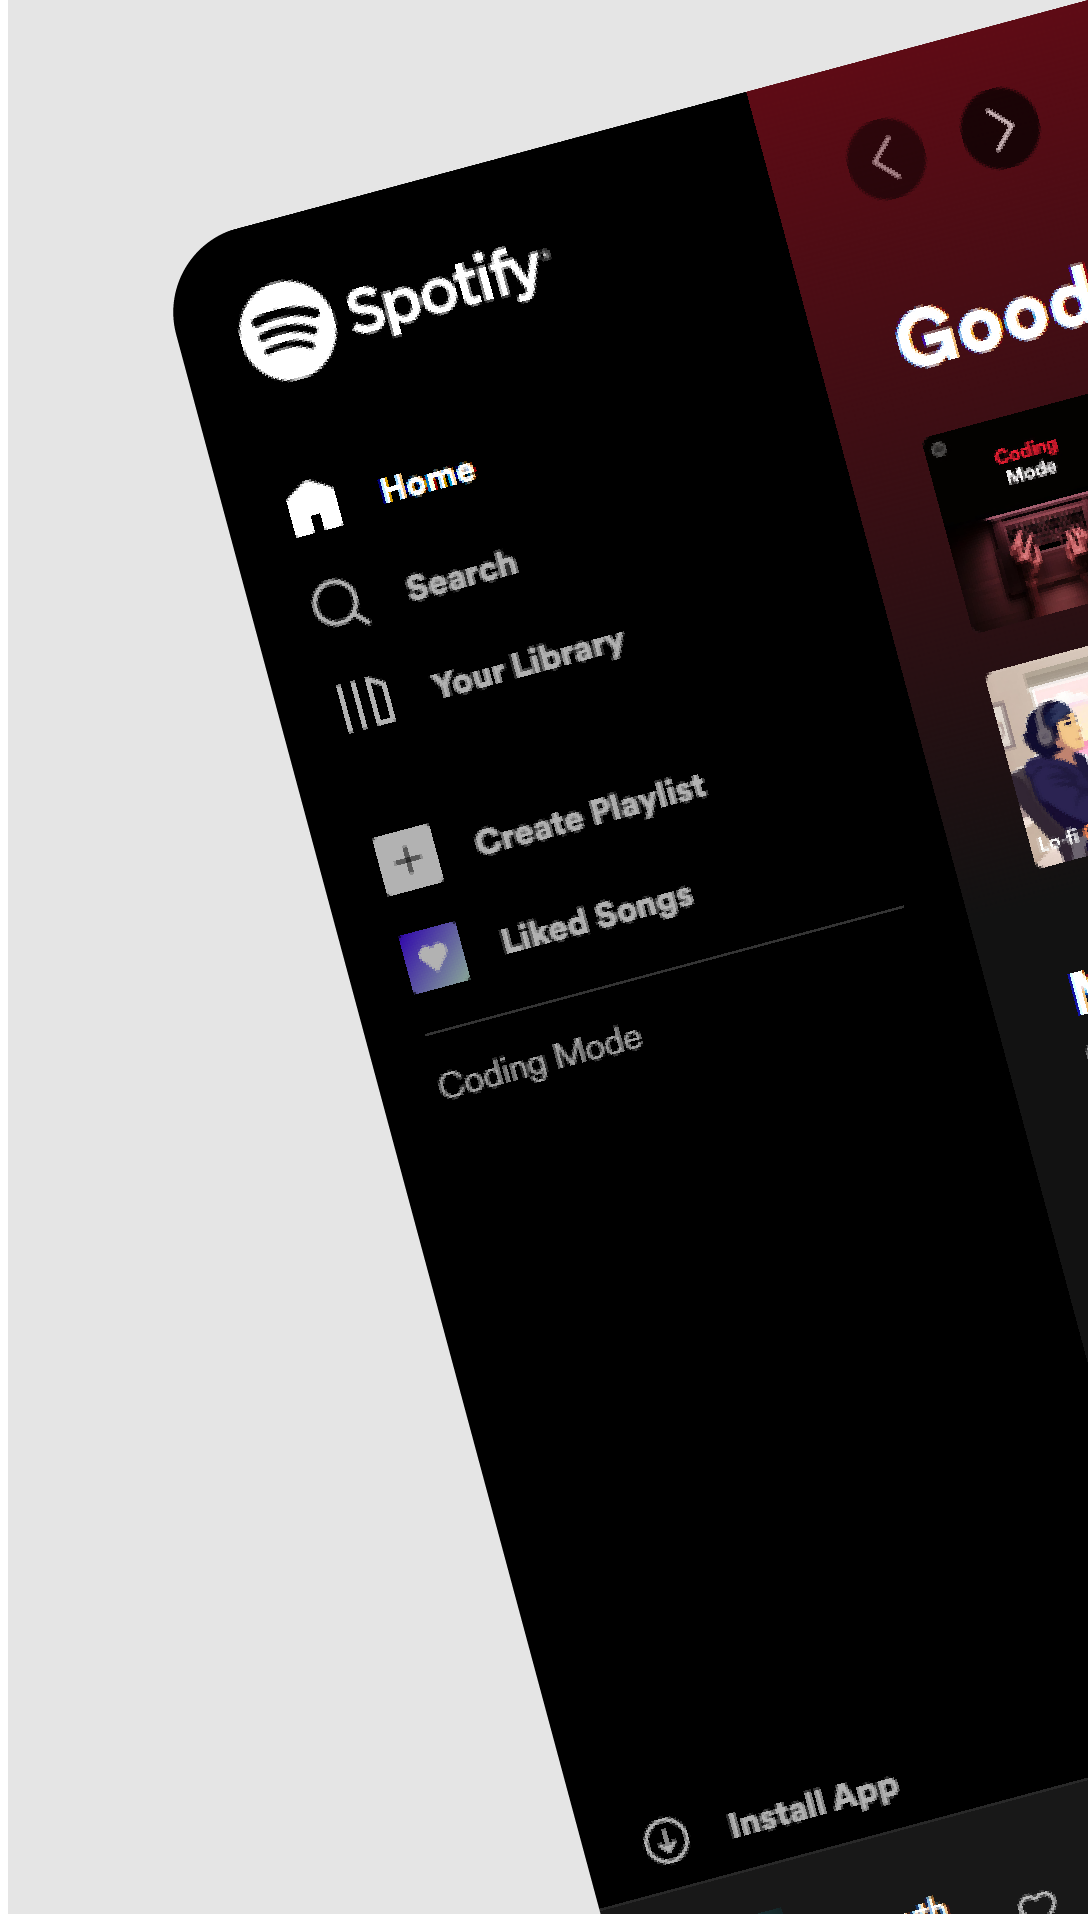 Spotify
Home
Search
Your Library
Create Playlist
Liked Songs
Coding Mode
Install App
Good
Coding
Mode
Lo-fi